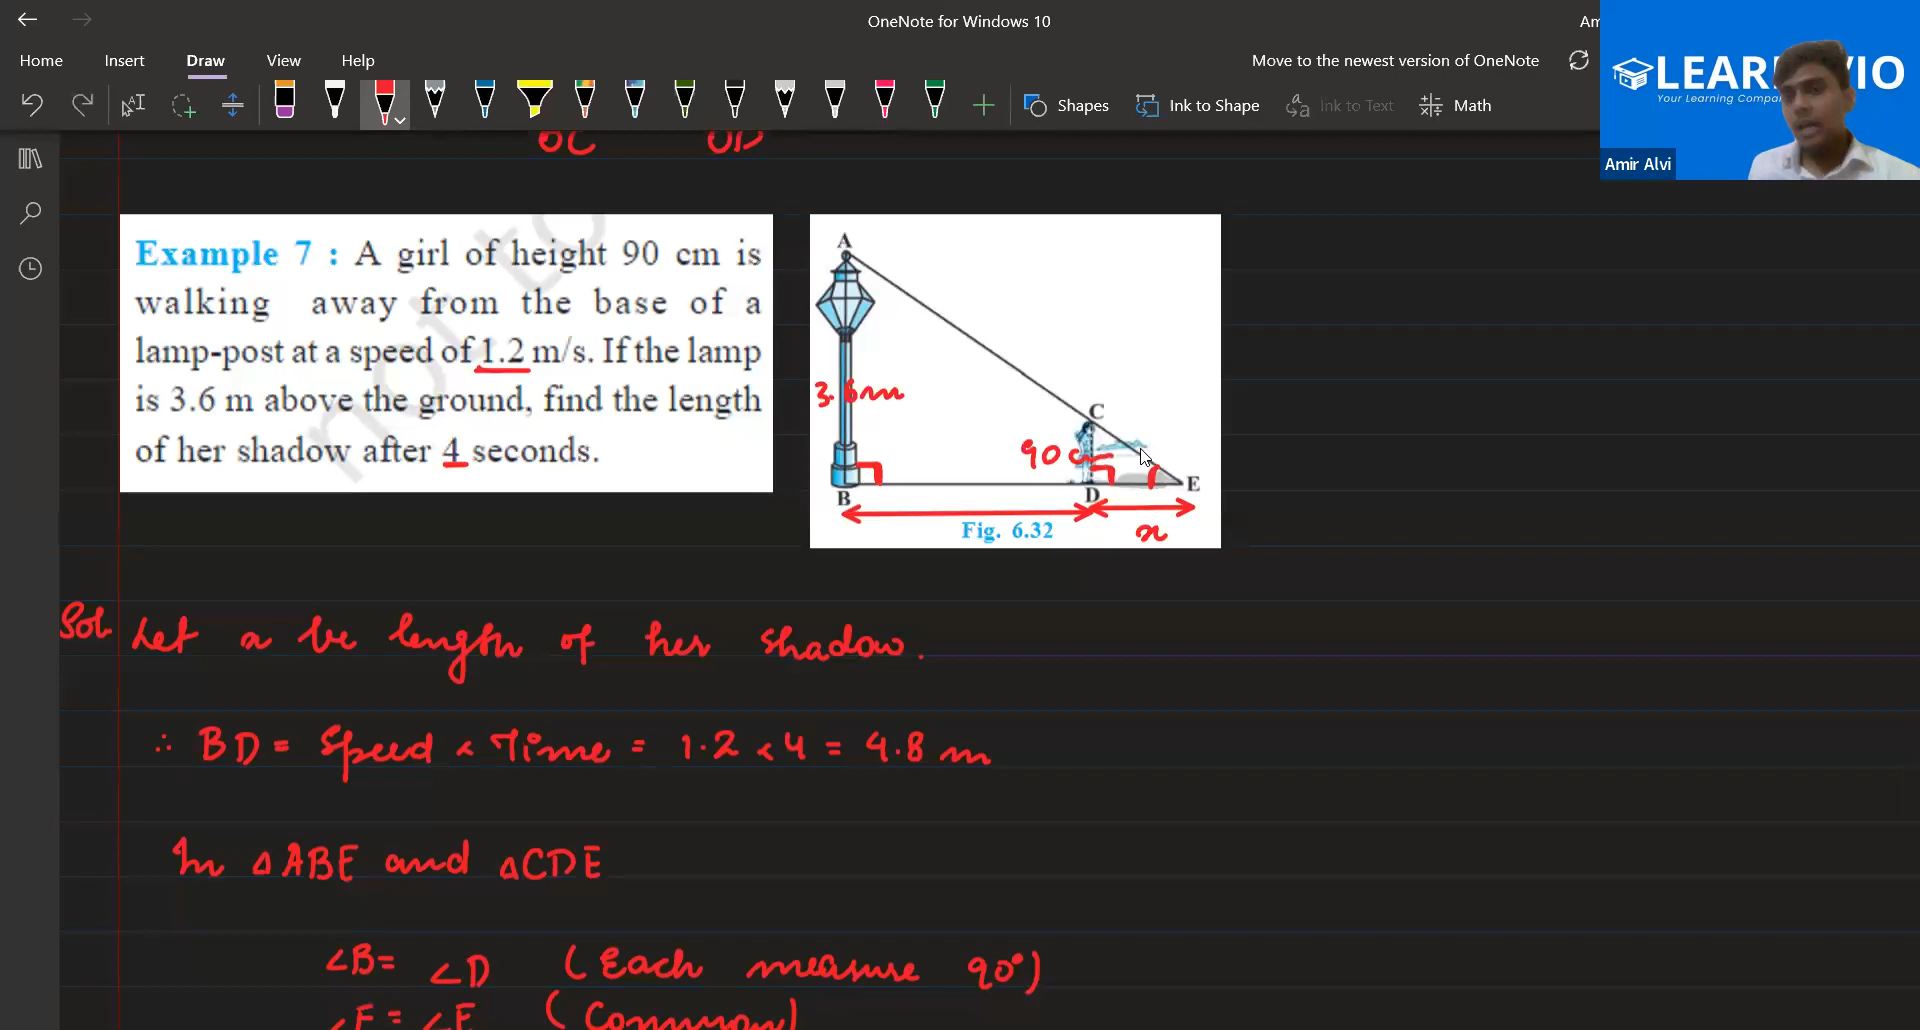 OneNote for Windows 10
Home Insert Draw View Help
Move to the newest version of OneNote
Shapes Ink to Shape Ink to Text Math
Your Learning Compa
Amir Alvi
Example 7 : A girl of height 90 cm is
walking away from the base of a
lamp-post at a speed of 1.2 m/s. If the lamp
is 3.6 m above the ground, find the length
of her shadow after 4 seconds.
not to
A
3.6m
C
90 cm
B D E
Fig. 6.32
x
Sol. Let x be length of her shadow.
∴ BD = Speed × Time = 1.2 × 4 = 4.8 m
In △ABE and △CDE
∠B = ∠D (Each measure 90°)
∠E = ∠E (Common)